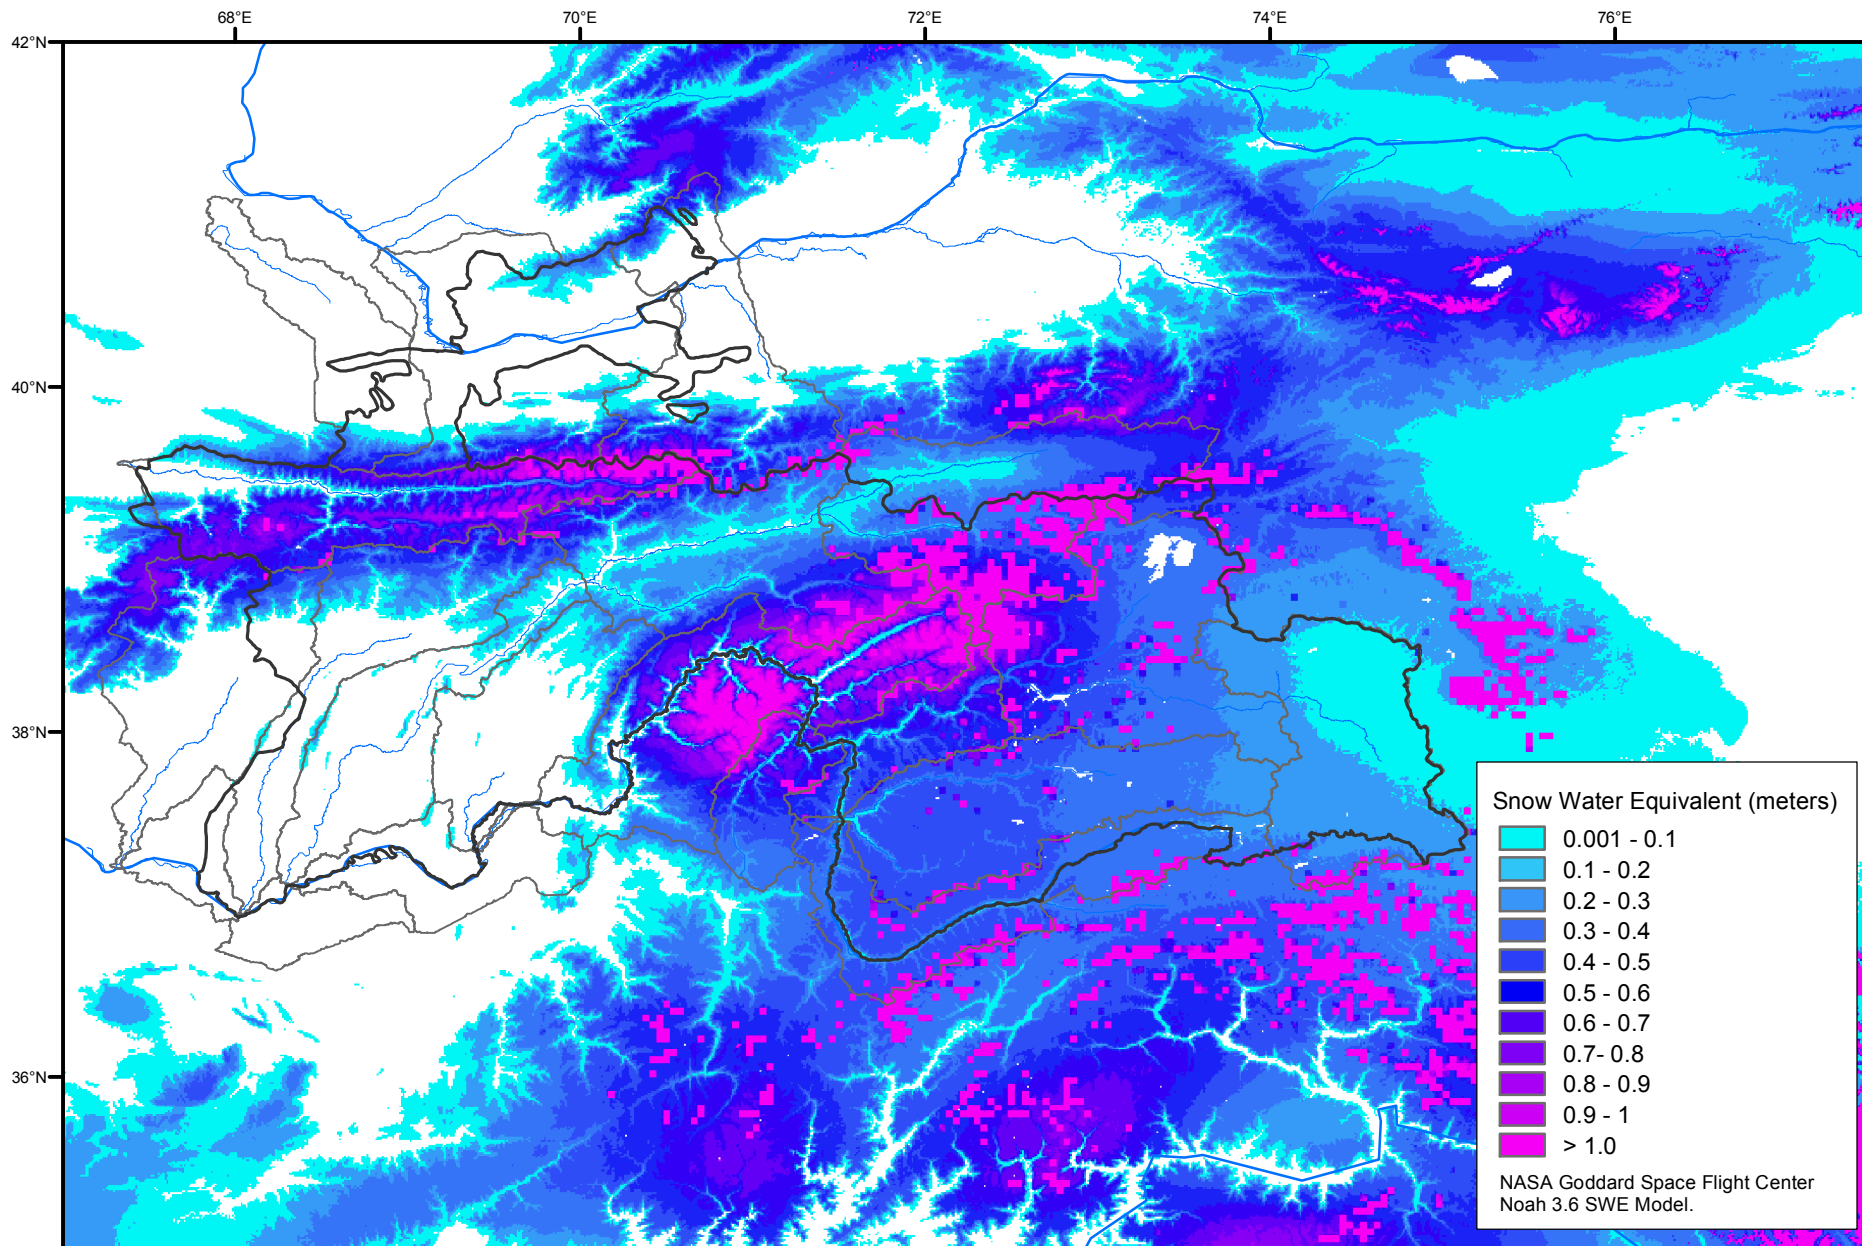 68°E 70°E 72°E 74°E 76°E
42°N
40°N
38°N
36°N
Snow Water Equivalent (meters)
0.001 - 0.1
0.1 - 0.2
0.2 - 0.3
0.3 - 0.4
0.4 - 0.5
0.5 - 0.6
0.6 - 0.7
0.7- 0.8
0.8 - 0.9
0.9 - 1
> 1.0
NASA Goddard Space Flight Center
Noah 3.6 SWE Model.